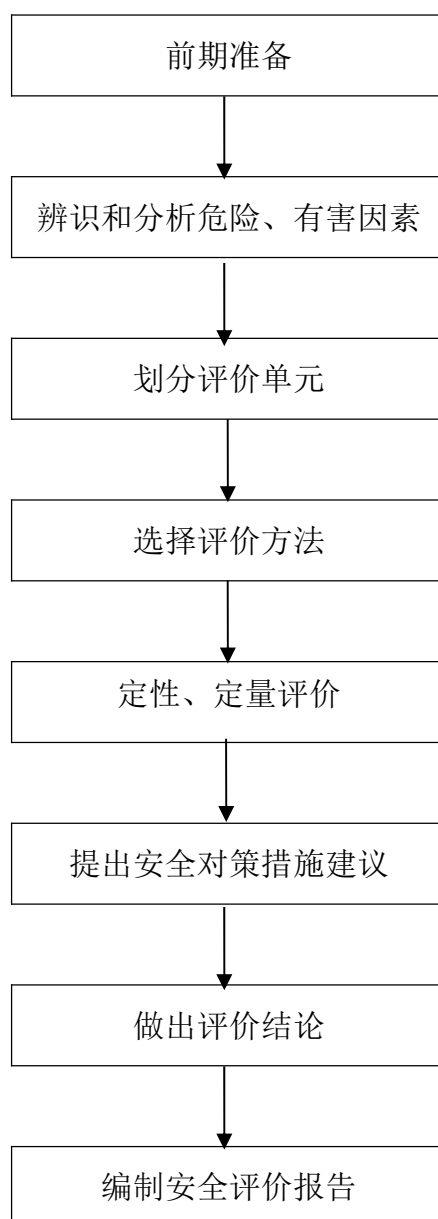 前期准备
辨识和分析危险、有害因素
划分评价单元
选择评价方法
定性、定量评价
提出安全对策措施建议
做出评价结论
编制安全评价报告